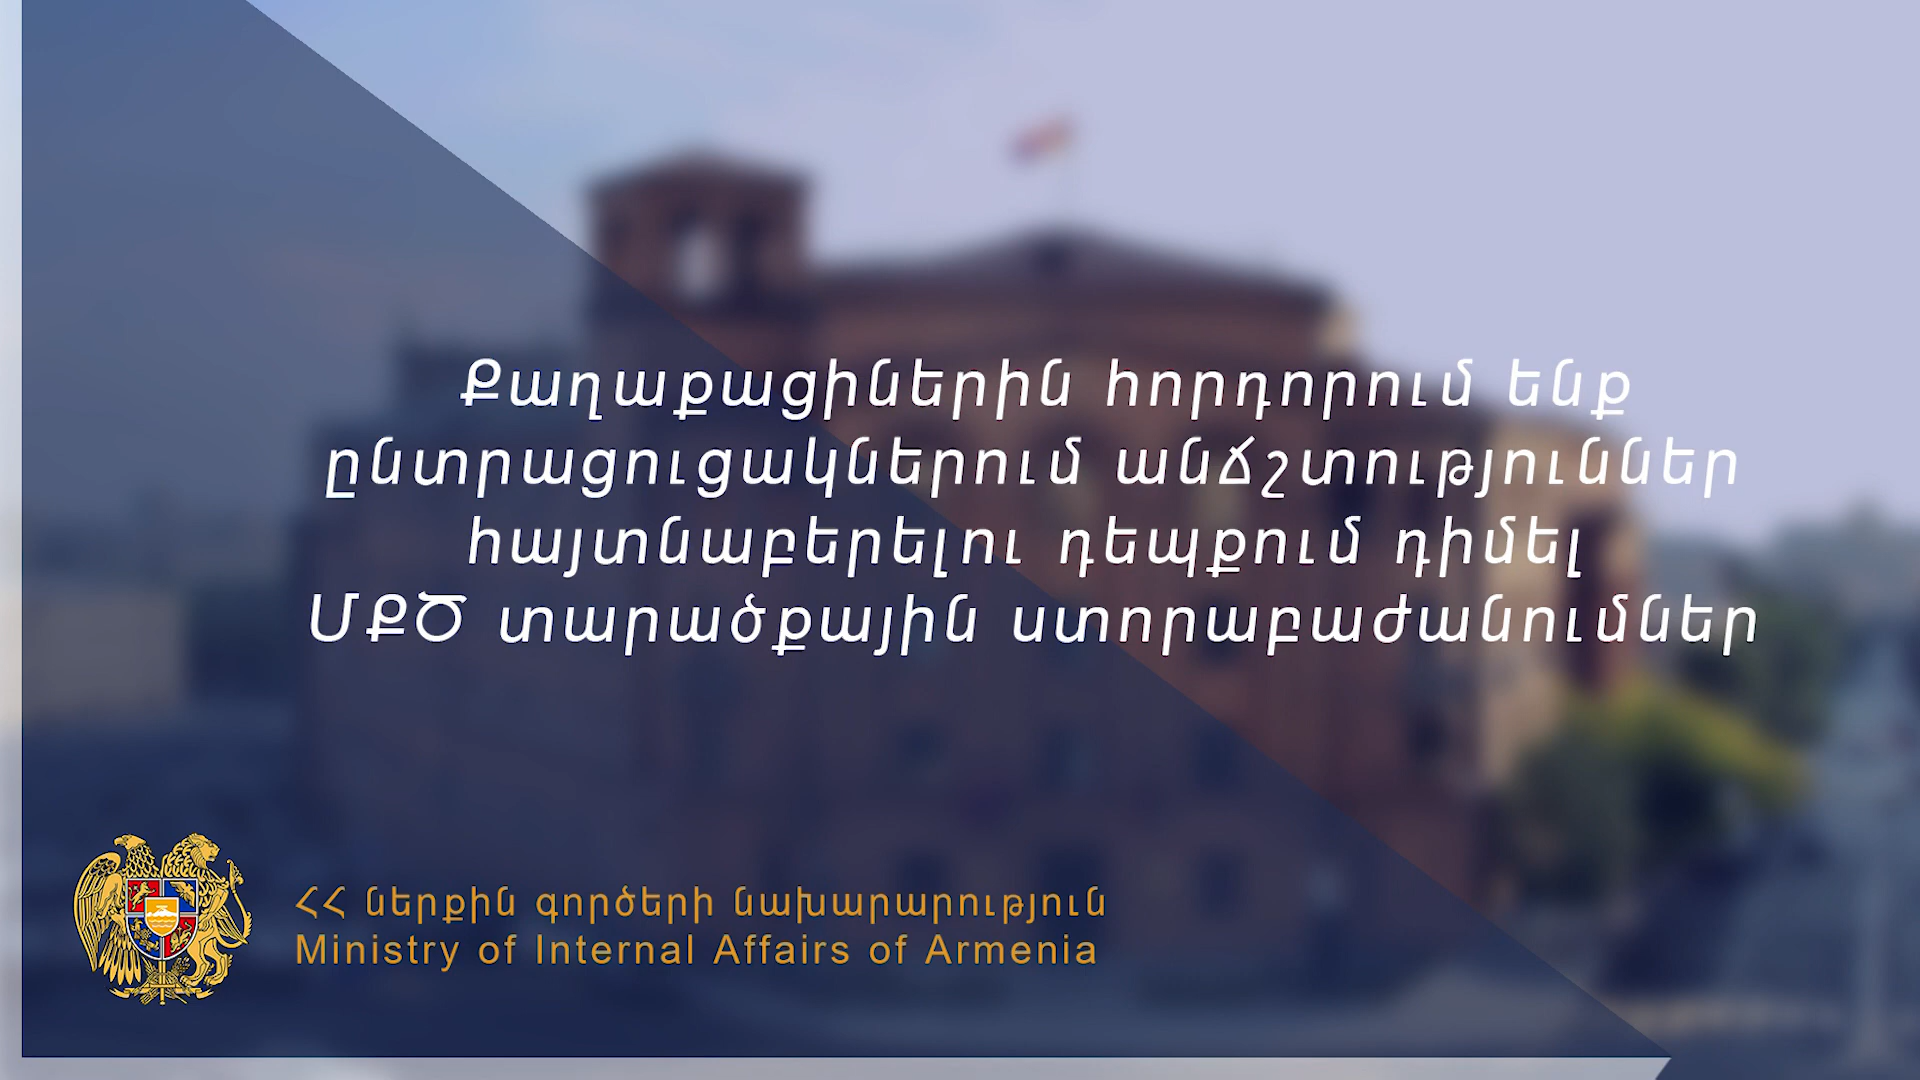 Քաղաքացիներին հորդորում ենք
ընտրացուցակներում անճշտություններ
հայտնաբերելու դեպքում դիմել
ՄՔԾ տարածքային ստորաբաժանումներ
ՀՀ ներքին գործերի նախարարություն
Ministry of Internal Affairs of Armenia